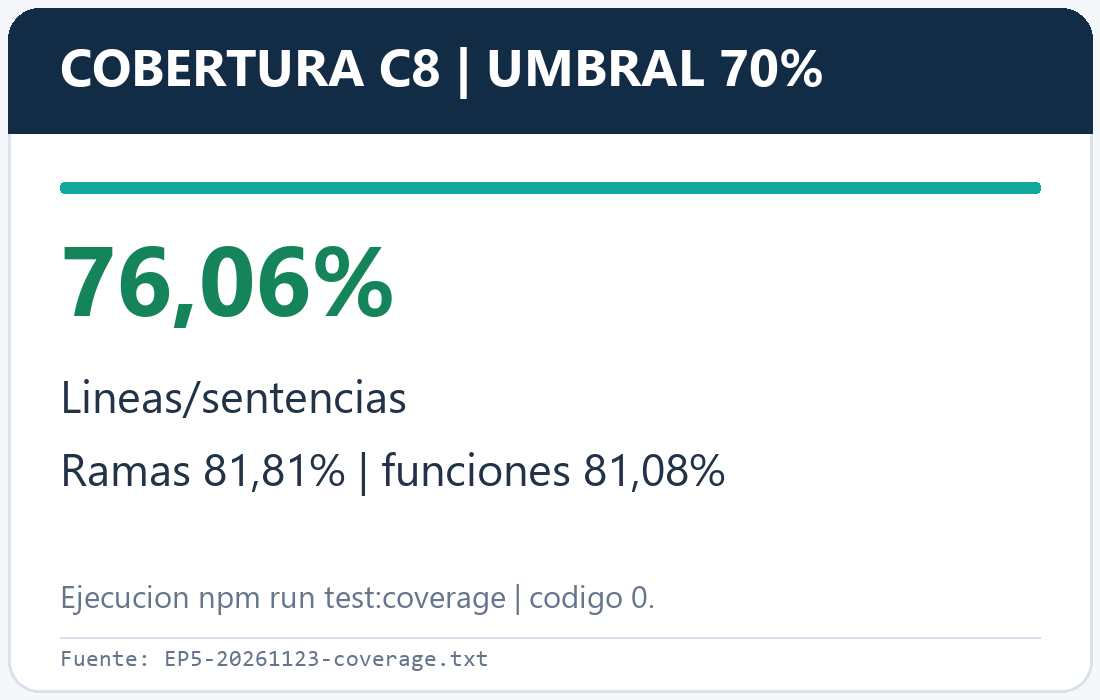 COBERTURA C8 | UMBRAL 70%
76,06%
Lineas/sentencias
Ramas 81,81% | funciones 81,08%
Ejecucion npm run test:coverage | codigo 0.
Fuente: EP5-20261123-coverage.txt